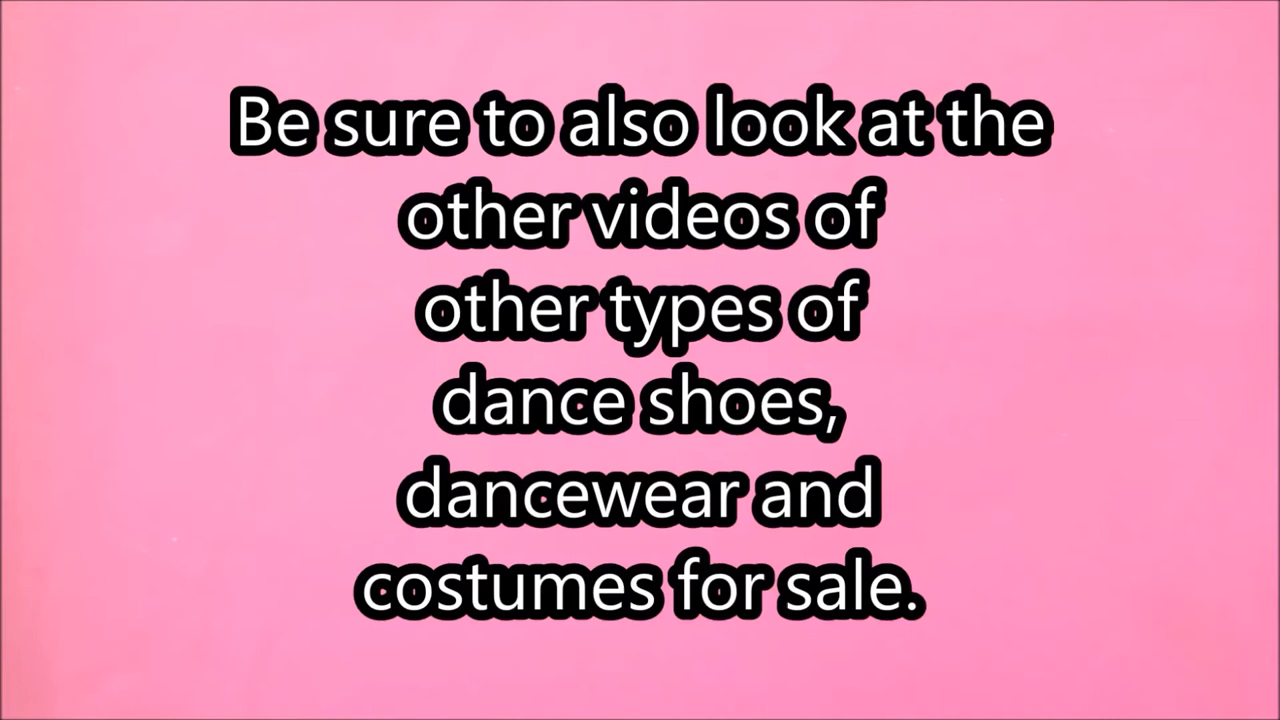 Be sure to also look at the
other videos of
other types of
dance shoes,
dancewear and
costumes for sale.